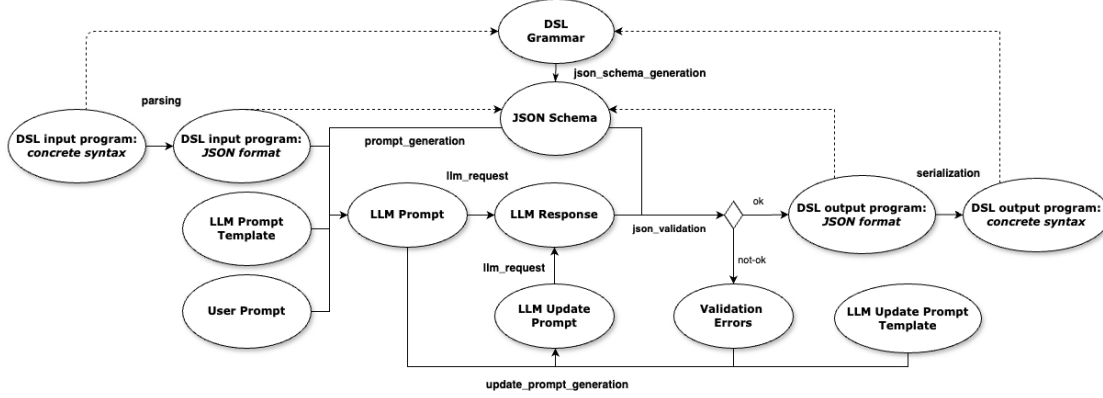 DSL
Grammar
json_schema_generation
parsing
DSL input program:
concrete syntax
DSL input program:
JSON format
JSON Schema
prompt_generation
llm_request
serialization
LLM Prompt
Template
LLM Prompt
LLM Response
json_validation
ok
DSL output program:
JSON format
DSL output program:
concrete syntax
not-ok
llm_request
User Prompt
LLM Update
Prompt
Validation
Errors
LLM Update Prompt
Template
update_prompt_generation